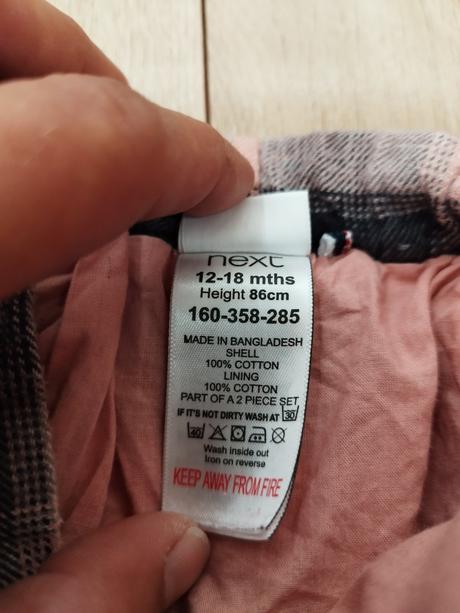 next
12-18 mths
Height 86cm
160-358-285
MADE IN BANGLADESH
SHELL
100% COTTON
LINING
100% COTTON
PART OF A 2 PIECE SET
IF IT'S NOT DIRTY WASH AT 30
40
Wash inside out
Iron on reverse
KEEP AWAY FROM FIRE